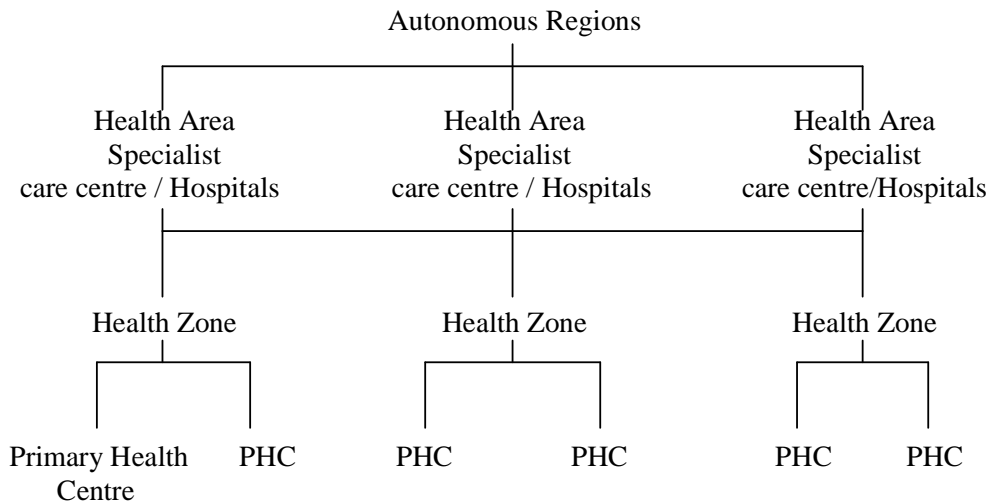 Autonomous Regions
Health Area
Specialist
care centre / Hospitals
Health Area
Specialist
care centre / Hospitals
Health Area
Specialist
care centre/Hospitals
Health Zone
Health Zone
Health Zone
Primary Health
Centre
PHC
PHC
PHC
PHC
PHC